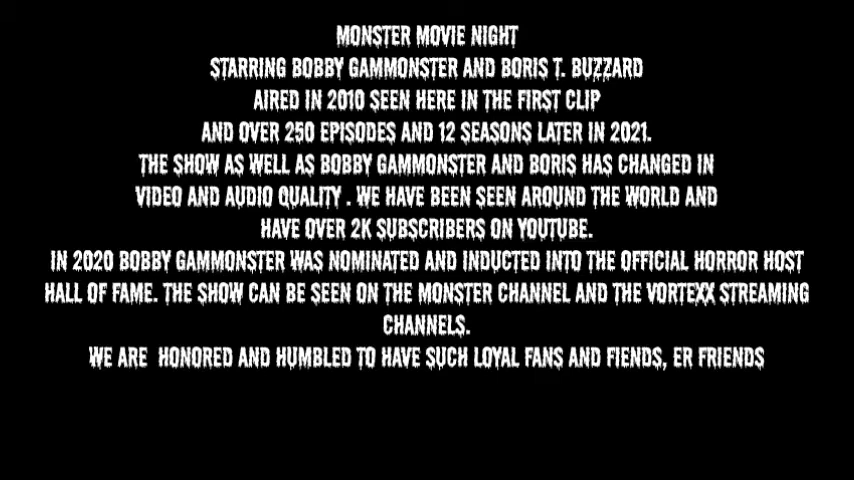 MONSTER MOVIE NIGHT
STARRING BOBBY GAMMONSTER AND BORIS T. BUZZARD
AIRED IN 2010 SEEN HERE IN THE FIRST CLIP
AND OVER 250 EPISODES AND 12 SEASONS LATER IN 2021.
THE SHOW AS WELL AS BOBBY GAMMONSTER AND BORIS HAS CHANGED IN
VIDEO AND AUDIO QUALITY . WE HAVE BEEN SEEN AROUND THE WORLD AND
HAVE OVER 2K SUBSCRIBERS ON YOUTUBE.
IN 2020 BOBBY GAMMONSTER WAS NOMINATED AND INDUCTED INTO THE OFFICIAL HORROR HOST
HALL OF FAME. THE SHOW CAN BE SEEN ON THE MONSTER CHANNEL AND THE VORTEXX STREAMING
CHANNELS.
WE ARE  HONORED AND HUMBLED TO HAVE SUCH LOYAL FANS AND FIENDS, ER FRIENDS